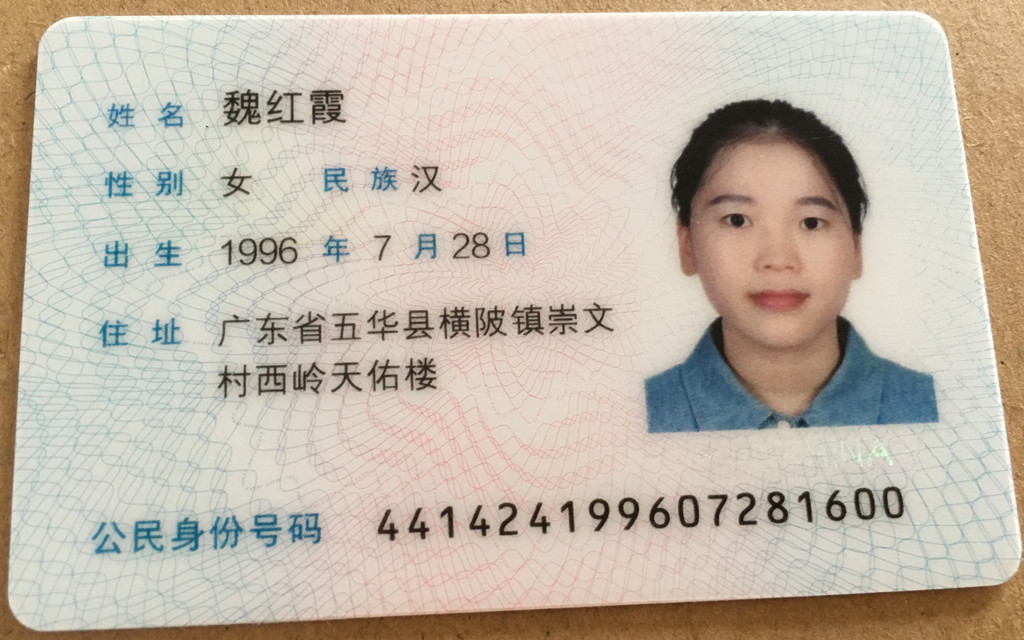 姓名 魏红霞
性别 女 民族 汉
出生 1996 年 7 月 28 日
住址 广东省五华县横陂镇崇文
村西岭天佑楼
CHINA
公民身份号码 441424199607281600